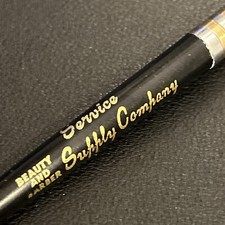 Service
BEAUTY
AND
BARBER
Supply Company